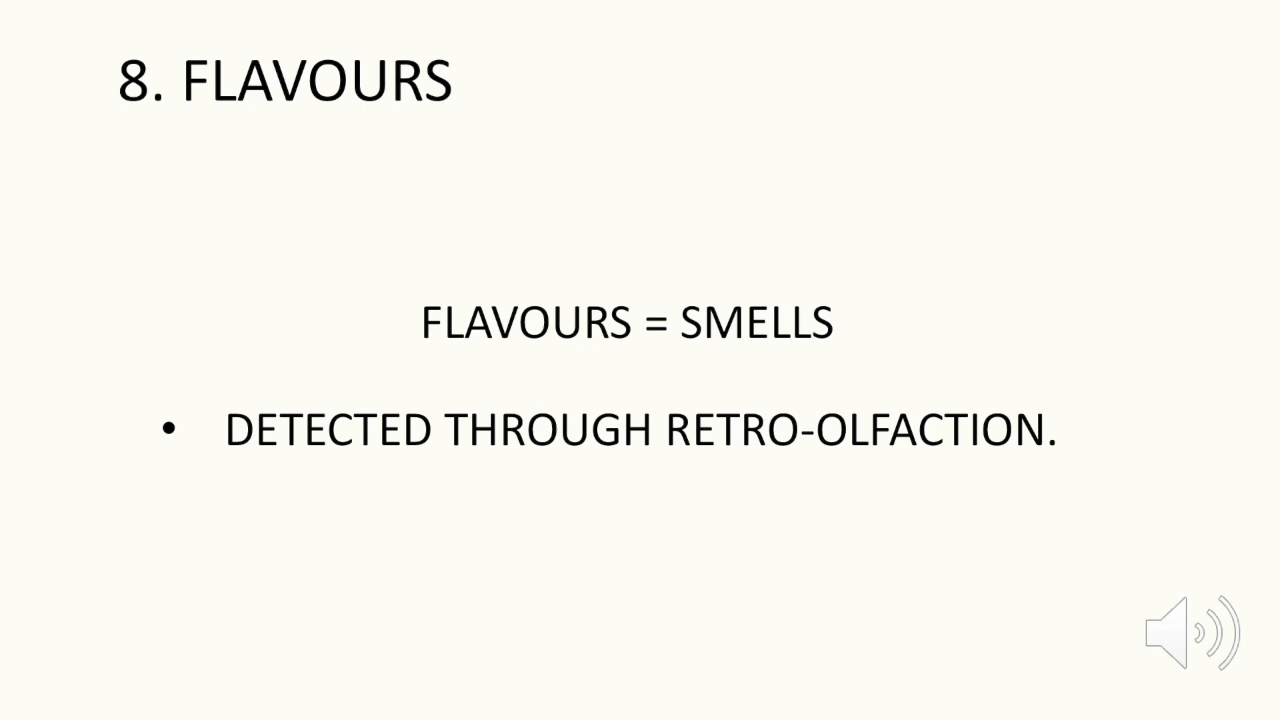 8. FLAVOURS
FLAVOURS = SMELLS
• DETECTED THROUGH RETRO-OLFACTION.